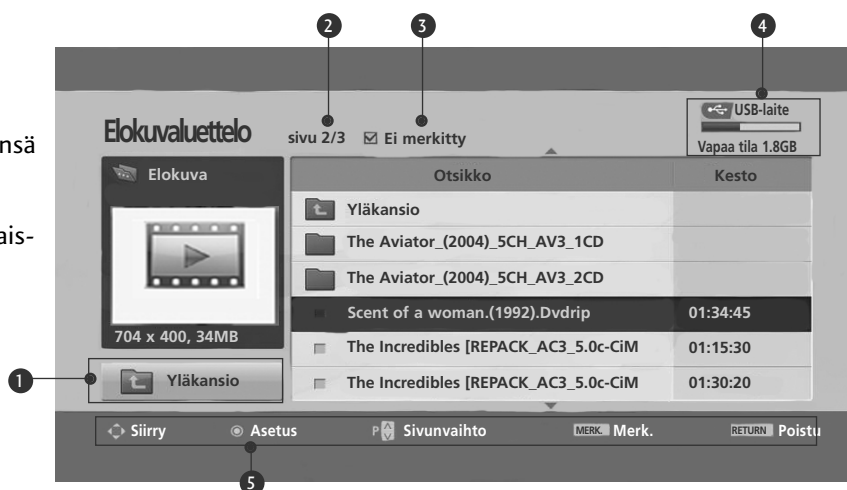 2 3 4
USB-laite
Vapaa tila 1.8GB
Elokuvaluettelo sivu 2/3 Ei merkitty
nsä
ais-
Elokuva
704 x 400, 34MB
1 Yläkansio
Otsikko Kesto
Yläkansio
The Aviator_(2004)_5CH_AV3_1CD
The Aviator_(2004)_5CH_AV3_2CD
Scent of a woman.(1992).Dvdrip 01:34:45
The Incredibles [REPACK_AC3_5.0c-CiM 01:15:30
The Incredibles [REPACK_AC3_5.0c-CiM 01:30:20
Siirry Asetus P Sivunvaihto MERK. Merk. RETURN Poistu
5